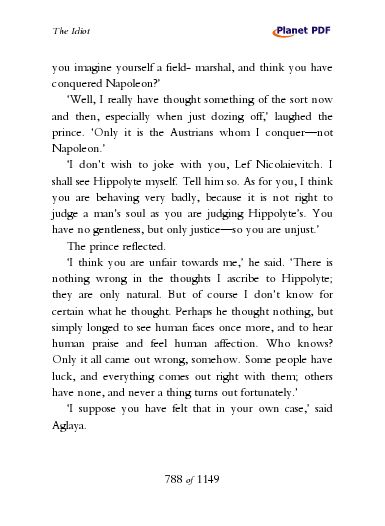 The Idiot
Planet PDF
you imagine yourself a field- marshal, and think you have
conquered Napoleon?’
‘Well, I really have thought something of the sort now
and then, especially when just dozing off,’ laughed the
prince. ‘Only it is the Austrians whom I conquer—not
Napoleon.’
‘I don’t wish to joke with you, Lef Nicolaievitch. I
shall see Hippolyte myself. Tell him so. As for you, I think
you are behaving very badly, because it is not right to
judge a man’s soul as you are judging Hippolyte’s. You
have no gentleness, but only justice—so you are unjust.’
The prince reflected.
‘I think you are unfair towards me,’ he said. ‘There is
nothing wrong in the thoughts I ascribe to Hippolyte;
they are only natural. But of course I don’t know for
certain what he thought. Perhaps he thought nothing, but
simply longed to see human faces once more, and to hear
human praise and feel human affection. Who knows?
Only it all came out wrong, somehow. Some people have
luck, and everything comes out right with them; others
have none, and never a thing turns out fortunately.’
‘I suppose you have felt that in your own case,’ said
Aglaya.
788 of 1149